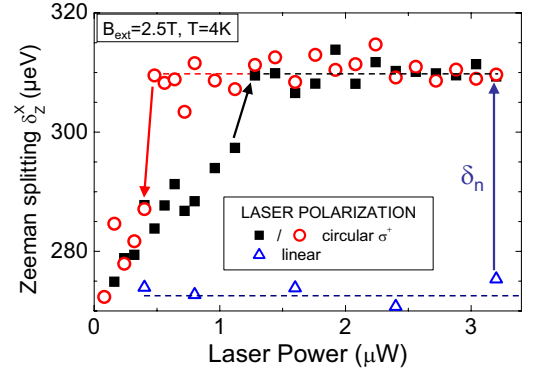 B_ext=2.5T, T=4K
Zeeman splitting δ_Z^X (μeV)
320
300
280
δ_n
LASER POLARIZATION
/ circular σ⁺
linear
0
1
2
3
Laser Power (μW)